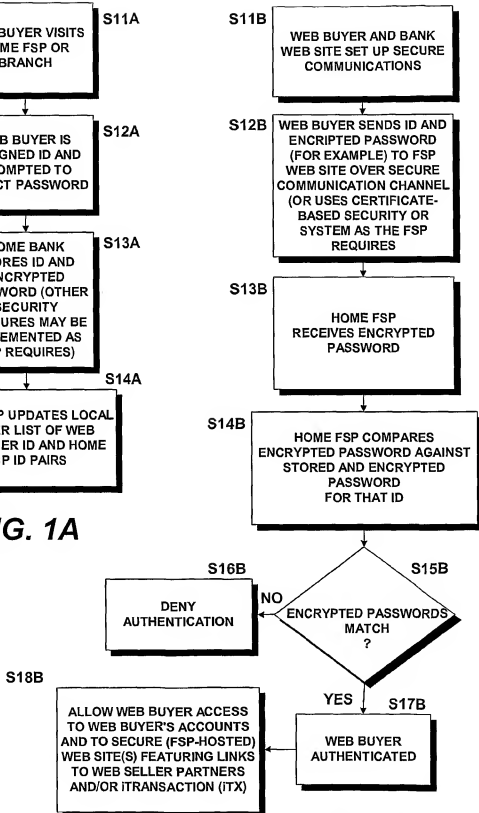 S11A
BUYER VISITS
ME FSP OR
BRANCH
S12A
B BUYER IS
GNED ID AND
MPTED TO
CT PASSWORD
S13A
OME BANK
ORES ID AND
NCRYPTED
WORD (OTHER
SECURITY
URES MAY BE
EMENTED AS
P REQUIRES)
S14A
P UPDATES LOCAL
R LIST OF WEB
ER ID AND HOME
P ID PAIRS
G. 1A
S11B
WEB BUYER AND BANK
WEB SITE SET UP SECURE
COMMUNICATIONS
S12B
WEB BUYER SENDS ID AND
ENCRIPTED PASSWORD
(FOR EXAMPLE) TO FSP
WEB SITE OVER SECURE
COMMUNICATION CHANNEL
(OR USES CERTIFICATE-
BASED SECURITY OR
SYSTEM AS THE FSP
REQUIRES
S13B
HOME FSP
RECEIVES ENCRYPTED
PASSWORD
S14B
HOME FSP COMPARES
ENCRYPTED PASSWORD AGAINST
STORED AND ENCRYPTED
PASSWORD
FOR THAT ID
S15B
ENCRYPTED PASSWORDS
MATCH
?
NO
S16B
DENY
AUTHENTICATION
YES
S17B
WEB BUYER
AUTHENTICATED
S18B
ALLOW WEB BUYER ACCESS
TO WEB BUYER'S ACCOUNTS
AND TO SECURE (FSP-HOSTED)
WEB SITE(S) FEATURING LINKS
TO WEB SELLER PARTNERS
AND/OR iTRANSACTION (iTX)